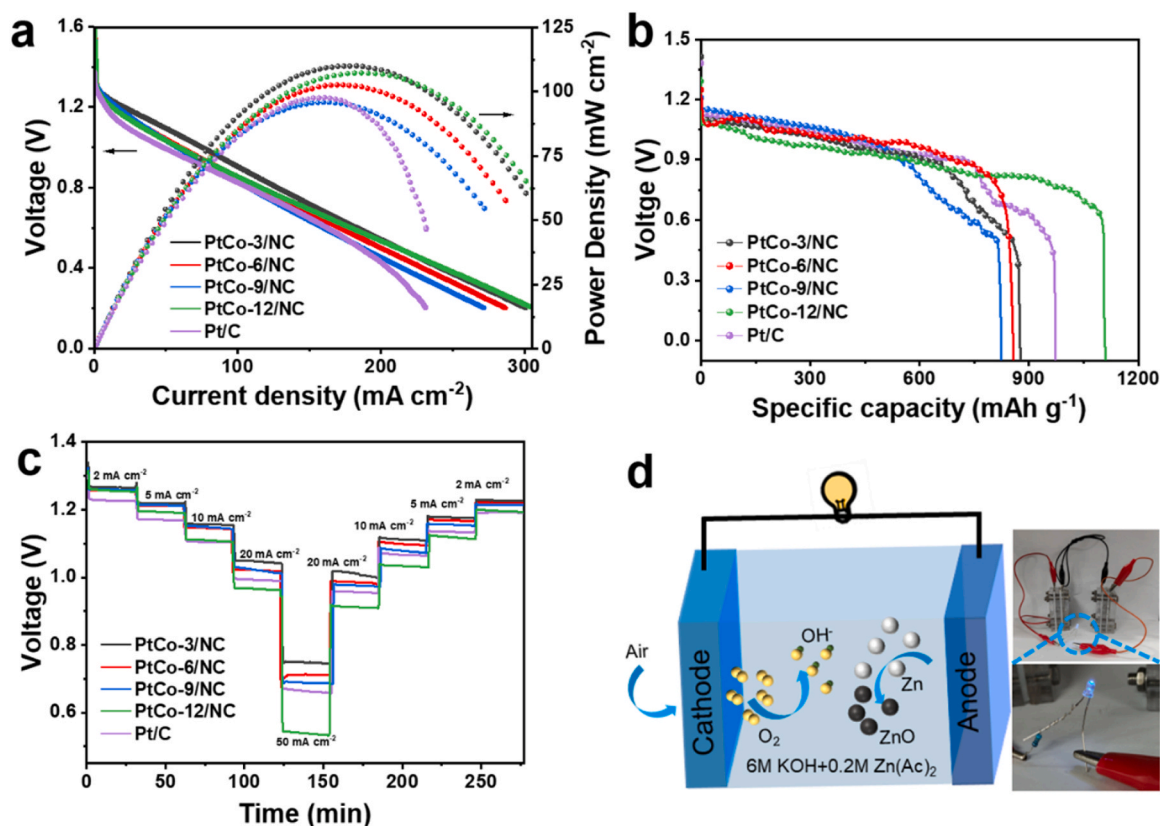 a
1.6
1.2
0.8
0.4
0.0
Voltage (V)
125
100
75
50
25
0
Power Density (mW cm⁻²)
PtCo-3/NC
PtCo-6/NC
PtCo-9/NC
PtCo-12/NC
Pt/C
0 100 200 300
Current density (mA cm⁻²)
b
1.5
1.2
0.9
0.6
0.3
0.0
Voltge (V)
PtCo-3/NC
PtCo-6/NC
PtCo-9/NC
PtCo-12/NC
Pt/C
0 300 600 900 1200
Specific capacity (mAh g⁻¹)
c
1.4
1.2
1.0
0.8
0.6
Voltage (V)
2 mA cm⁻²
5 mA cm⁻²
10 mA cm⁻²
20 mA cm⁻²
50 mA cm⁻²
20 mA cm⁻²
10 mA cm⁻²
5 mA cm⁻²
2 mA cm⁻²
PtCo-3/NC
PtCo-6/NC
PtCo-9/NC
PtCo-12/NC
Pt/C
0 50 100 150 200 250
Time (min)
d
Air
Cathode
O₂
OH⁻
Zn
ZnO
Anode
6M KOH+0.2M Zn(Ac)₂